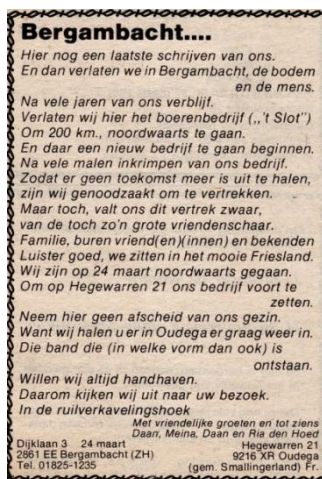 Bergambacht....
Hier nog een laatste schrijven van ons.
En dan verlaten we in Bergambacht, de bodem
en de mens.
Na vele jaren van ons verblijf.
Verlaten wij hier het boerenbedrijf (,,'t Slot")
Om 200 km., noordwaarts te gaan.
En daar een nieuw bedrijf te gaan beginnen.
Na vele malen inkrimpen van ons bedrijf.
Zodat er geen toekomst meer is uit te halen,
zijn wij genoodzaakt om te vertrekken.
Maar toch, valt ons dit vertrek zwaar,
van de toch zo'n grote vriendenschaar.
Familie, buren vriend(en)(innen) en bekenden
Luister goed, we zitten in het mooie Friesland.
Wij zijn op 24 maart noordwaarts gegaan.
Om op Hegewarren 21 ons bedrijf voort te
zetten.
Neem hier geen afscheid van ons gezin.
Want wij halen u er in Oudega er graag weer in.
Die band die (in welke vorm dan ook) is
ontstaan.
Willen wij altijd handhaven.
Daarom kijken wij uit naar uw bezoek.
In de ruilverkavelingshoek
Met vriendelijke groeten en tot ziens
Daan, Meina, Daan en Ria den Hoed
Dijklaan 3 24 maart Hegewarren 21
2861 EE Bergambacht (ZH) 9216 XR Oudega
Tel. 01825-1235 (gem. Smallingerland) Fr.